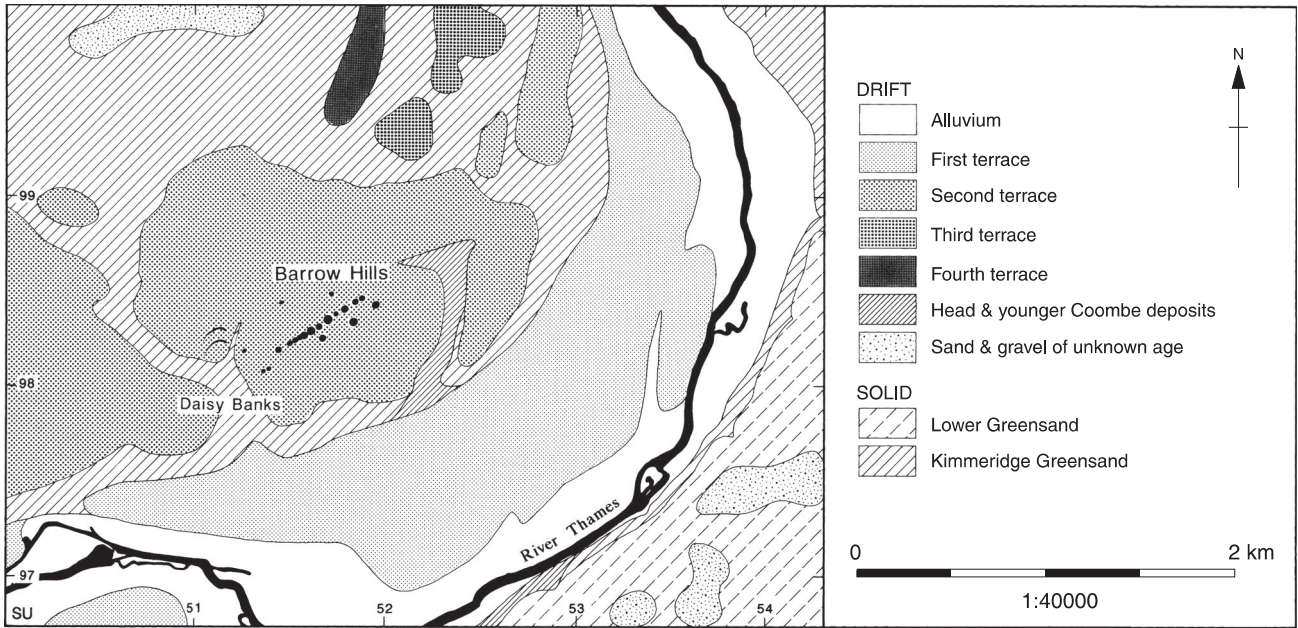 99
98
97
SU
51
52
53
54
Barrow Hills
Daisy Banks
River Thames
N
DRIFT
Alluvium
First terrace
Second terrace
Third terrace
Fourth terrace
Head & younger Coombe deposits
Sand & gravel of unknown age
SOLID
Lower Greensand
Kimmeridge Greensand
0 2 km
1:40000